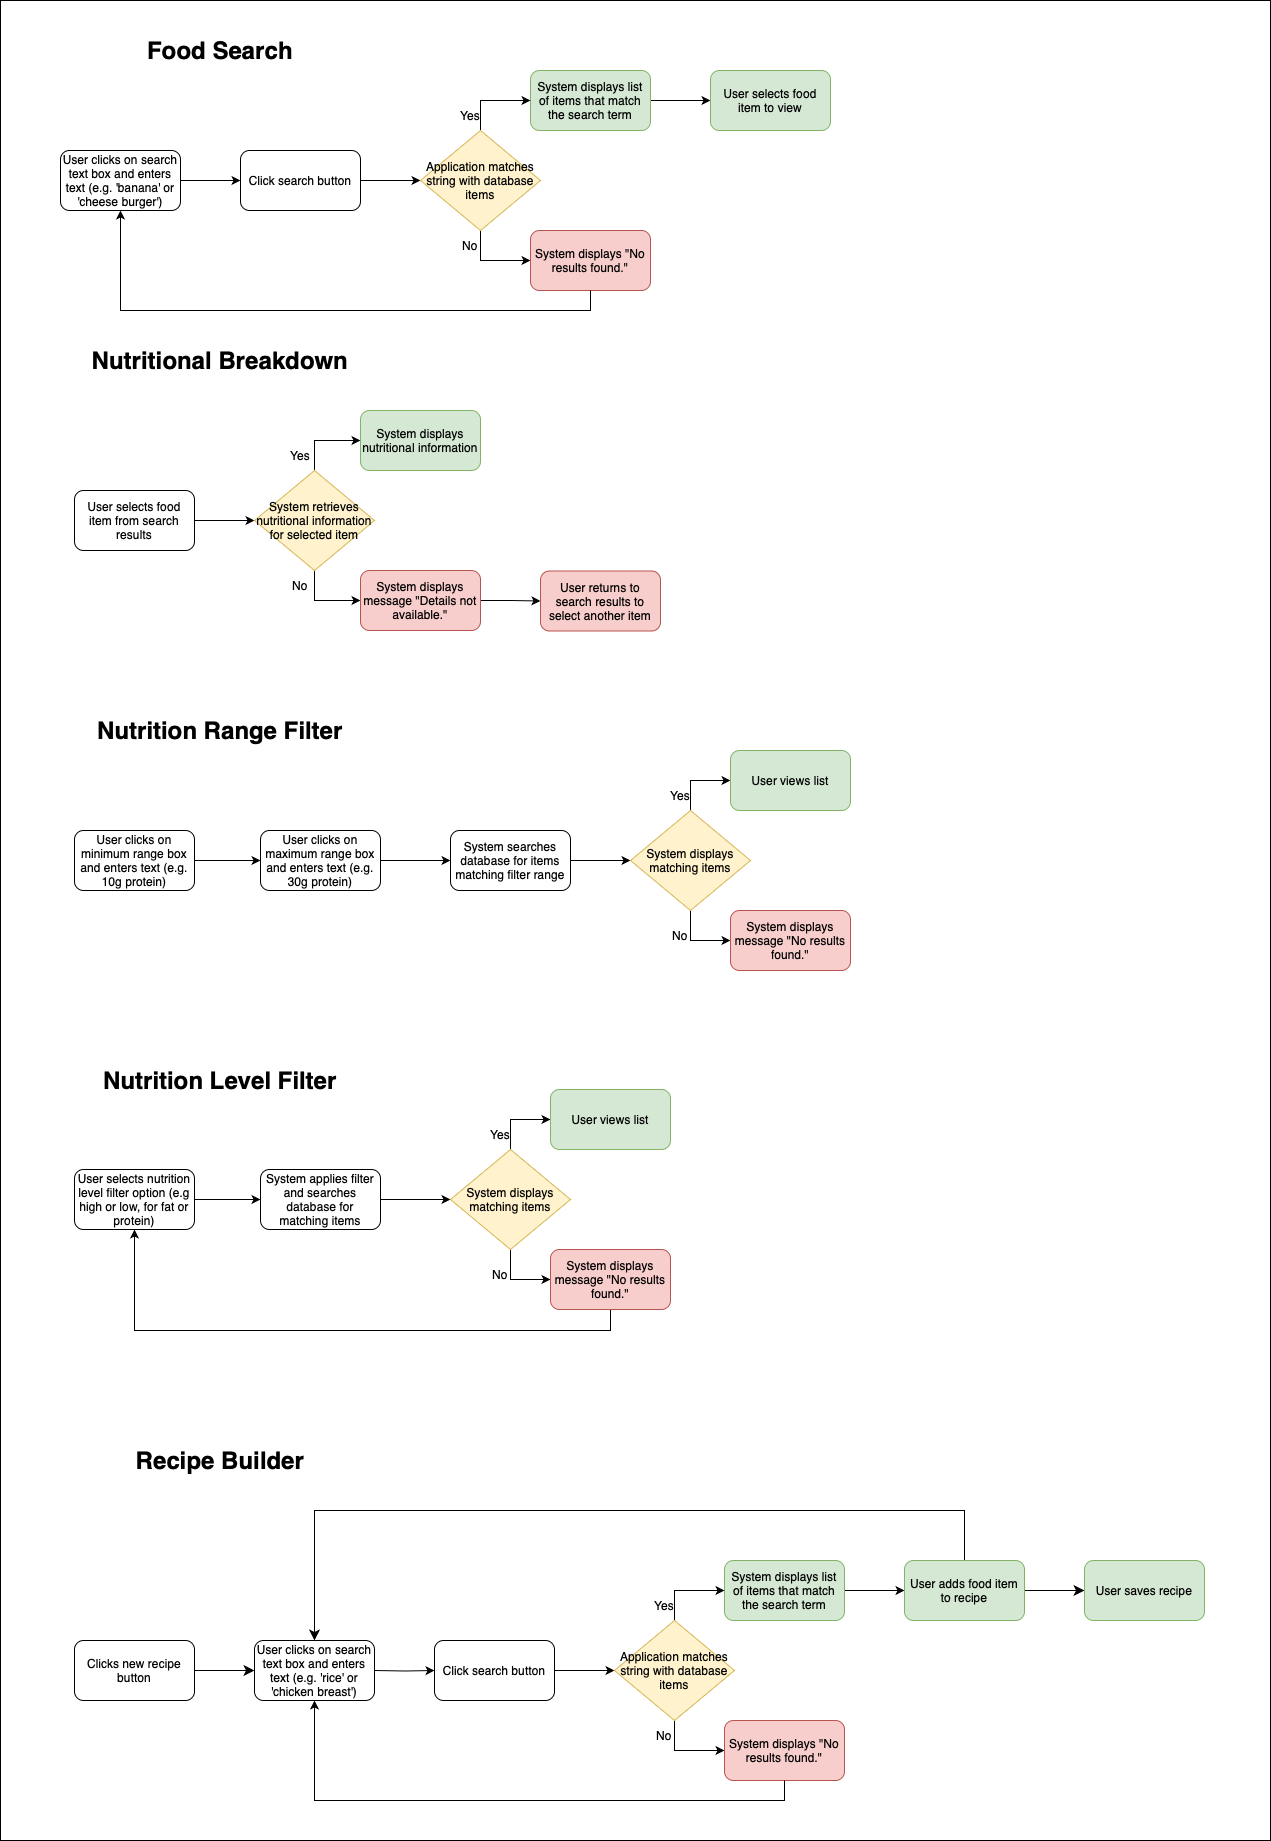 Food Search
System displays list
of items that match
the search term
User selects food
item to view
Yes
User clicks on search
text box and enters
text (e.g. 'banana' or
'cheese burger')
Click search button
Application matches
string with database
items
No
System displays "No
results found."
Nutritional Breakdown
System displays
nutritional information
Yes
User selects food
item from search
results
System retrieves
nutritional information
for selected item
No
System displays
message "Details not
available."
User returns to
search results to
select another item
Nutrition Range Filter
User views list
Yes
User clicks on
minimum range box
and enters text (e.g.
10g protein)
User clicks on
maximum range box
and enters text (e.g.
30g protein)
System searches
database for items
matching filter range
System displays
matching items
No
System displays
message "No results
found."
Nutrition Level Filter
User views list
Yes
User selects nutrition
level filter option (e.g
high or low, for fat or
protein)
System applies filter
and searches
database for
matching items
System displays
matching items
No
System displays
message "No results
found."
Recipe Builder
System displays list
of items that match
the search term
User adds food item
to recipe
User saves recipe
Yes
Clicks new recipe
button
User clicks on search
text box and enters
text (e.g. 'rice' or
'chicken breast')
Click search button
Application matches
string with database
items
No
System displays "No
results found."